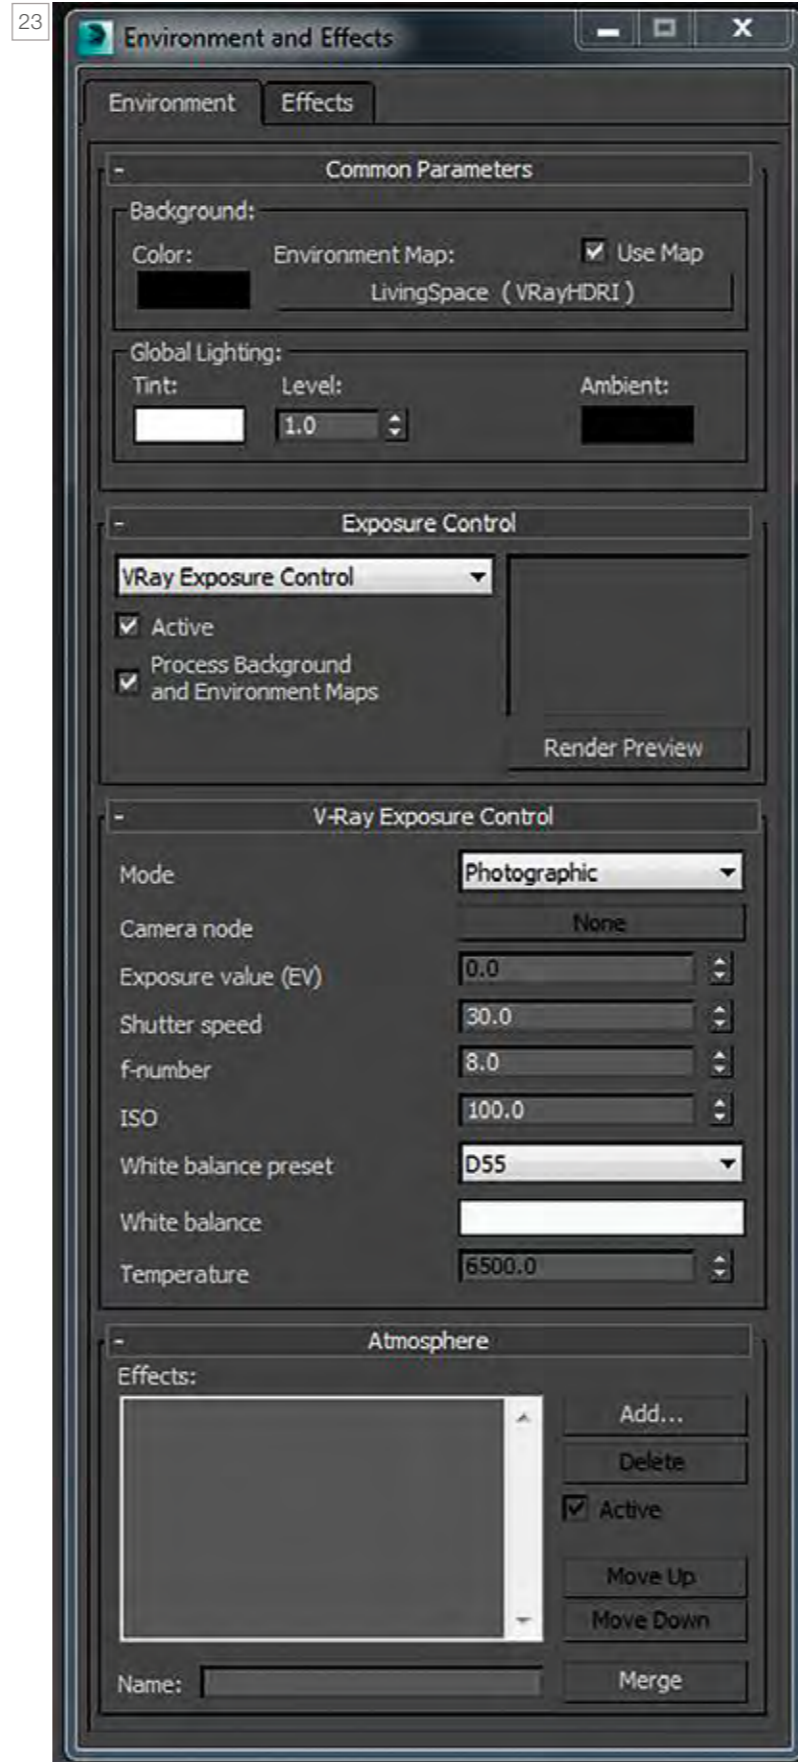 23
Environment and Effects
Environment Effects
- Common Parameters
Background:
Color: Environment Map: Use Map
LivingSpace (VRayHDRI)
Global Lighting:
Tint: Level: Ambient:
1.0
- Exposure Control
VRay Exposure Control
Active
Process Background
and Environment Maps
Render Preview
- V-Ray Exposure Control
Mode Photographic
Camera node None
Exposure value (EV) 0.0
Shutter speed 30.0
f-number 8.0
ISO 100.0
White balance preset D55
White balance
Temperature 6500.0
- Atmosphere
Effects:
Add...
Delete
Active
Move Up
Move Down
Name: Merge